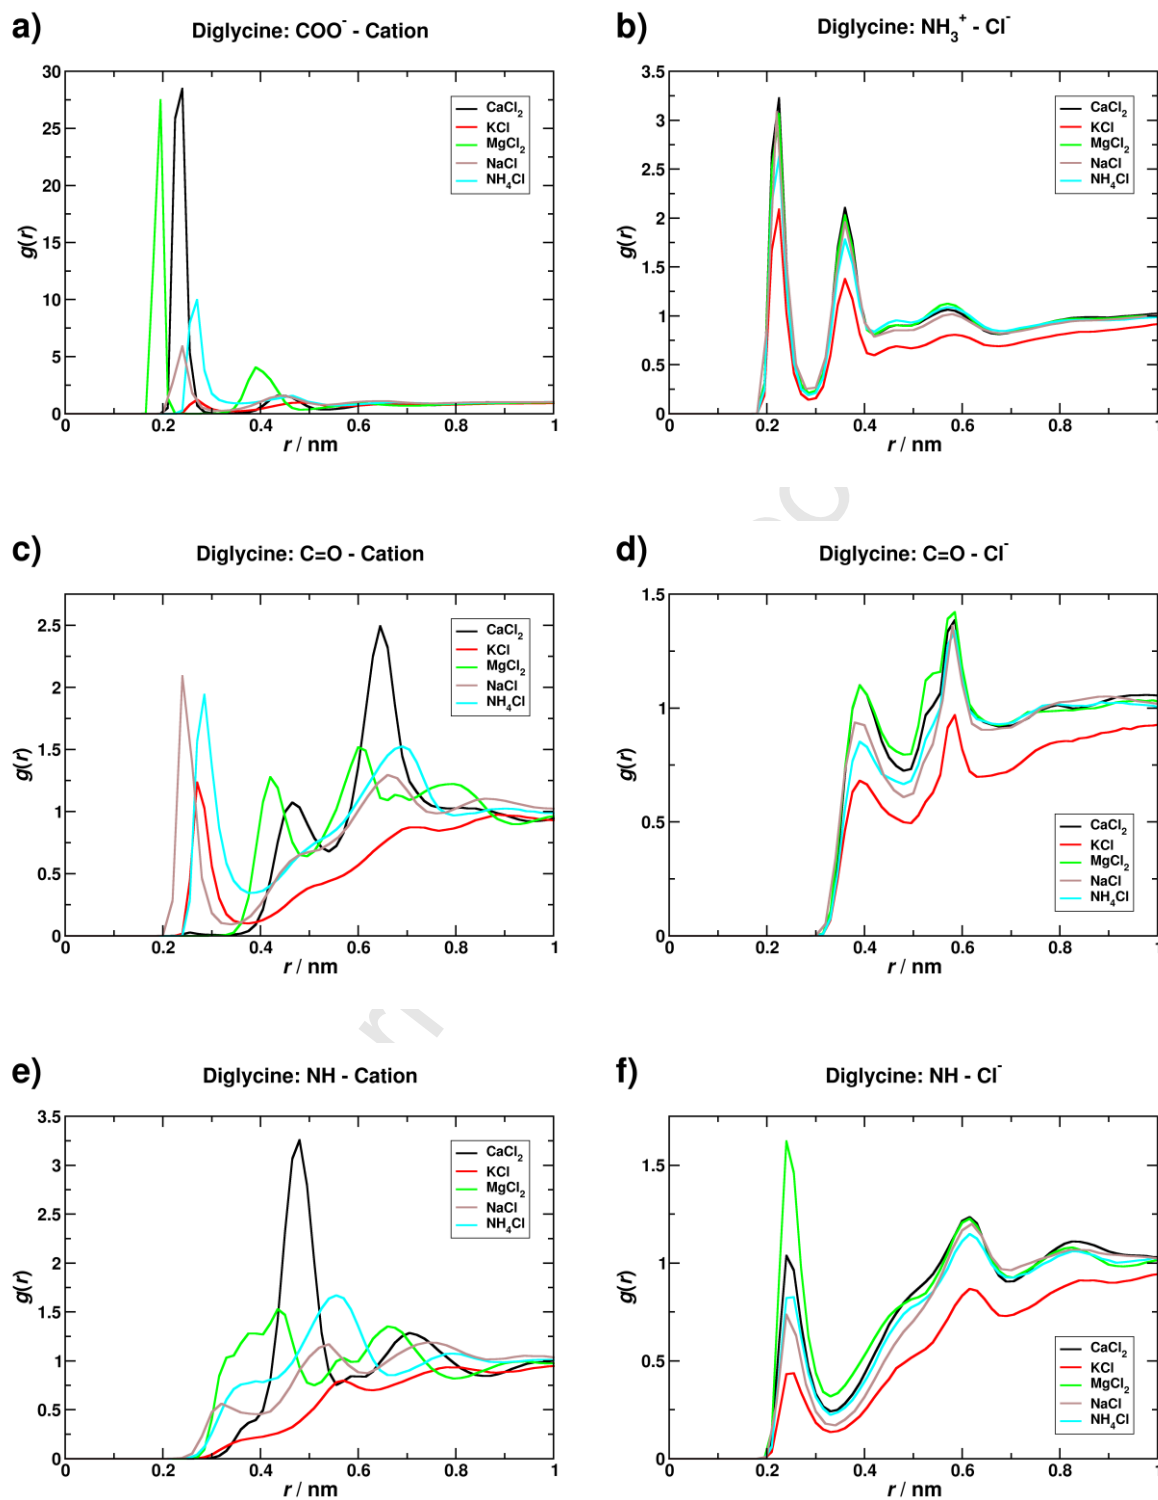 a)
Diglycine: COO⁻ - Cation
30
25
20
15
10
5
0
g(r)
CaCl₂
KCl
MgCl₂
NaCl
NH₄Cl
0 0.2 0.4 0.6 0.8 1
r / nm
b)
Diglycine: NH₃⁺ - Cl⁻
3.5
3
2.5
2
1.5
1
0.5
0
g(r)
CaCl₂
KCl
MgCl₂
NaCl
NH₄Cl
0 0.2 0.4 0.6 0.8 1
r / nm
c)
Diglycine: C=O - Cation
2.5
2
1.5
1
0.5
0
g(r)
CaCl₂
KCl
MgCl₂
NaCl
NH₄Cl
0 0.2 0.4 0.6 0.8 1
r / nm
d)
Diglycine: C=O - Cl⁻
1.5
1
0.5
0
g(r)
CaCl₂
KCl
MgCl₂
NaCl
NH₄Cl
0 0.2 0.4 0.6 0.8 1
r / nm
e)
Diglycine: NH - Cation
3.5
3
2.5
2
1.5
1
0.5
0
g(r)
CaCl₂
KCl
MgCl₂
NaCl
NH₄Cl
0 0.2 0.4 0.6 0.8 1
r / nm
f)
Diglycine: NH - Cl⁻
1.5
1
0.5
0
g(r)
CaCl₂
KCl
MgCl₂
NaCl
NH₄Cl
0 0.2 0.4 0.6 0.8 1
r / nm